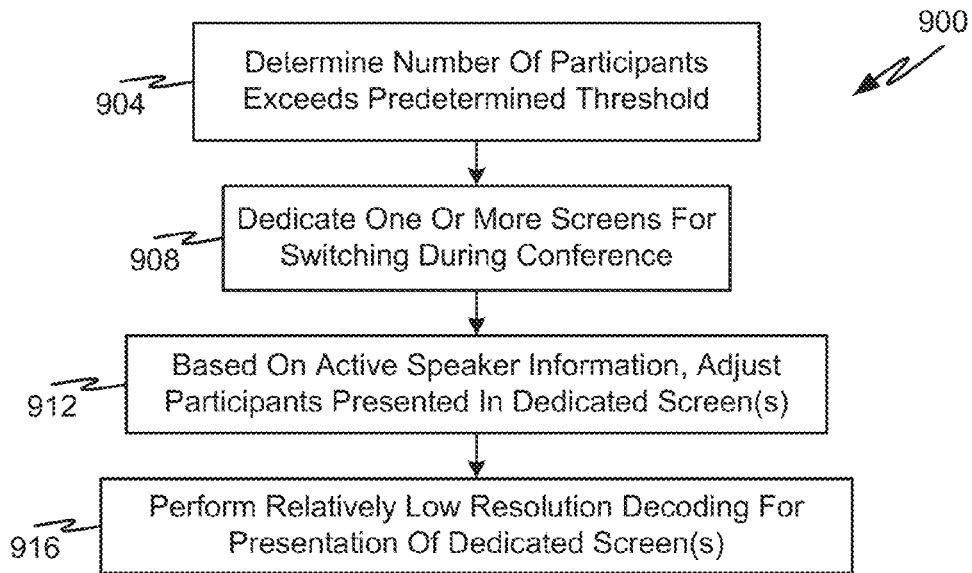 900
Determine Number Of Participants
Exceeds Predetermined Threshold
904
Dedicate One Or More Screens For
Switching During Conference
908
Based On Active Speaker Information, Adjust
Participants Presented In Dedicated Screen(s)
912
Perform Relatively Low Resolution Decoding For
Presentation Of Dedicated Screen(s)
916